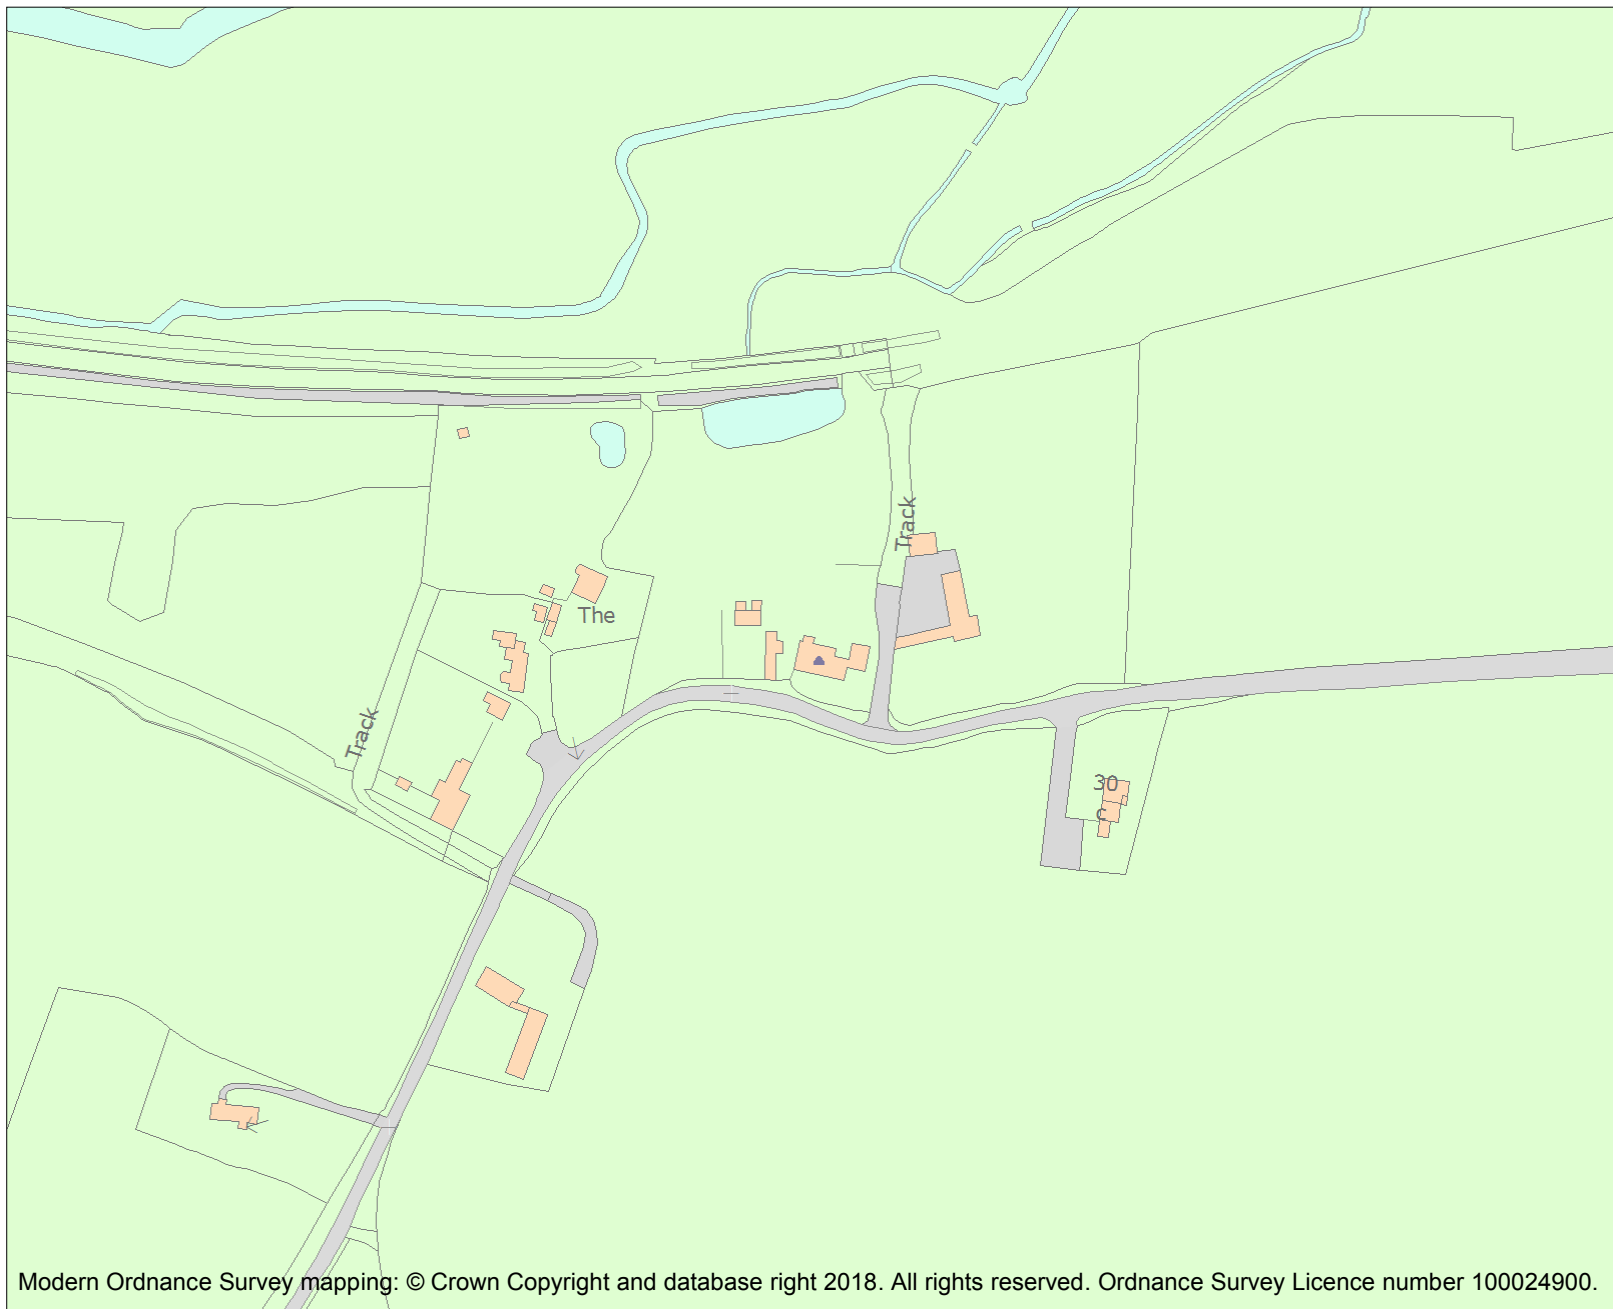 Track
The
Track
30
c
Modern Ordnance Survey mapping: © Crown Copyright and database right 2018. All rights reserved. Ordnance Survey Licence number 100024900.